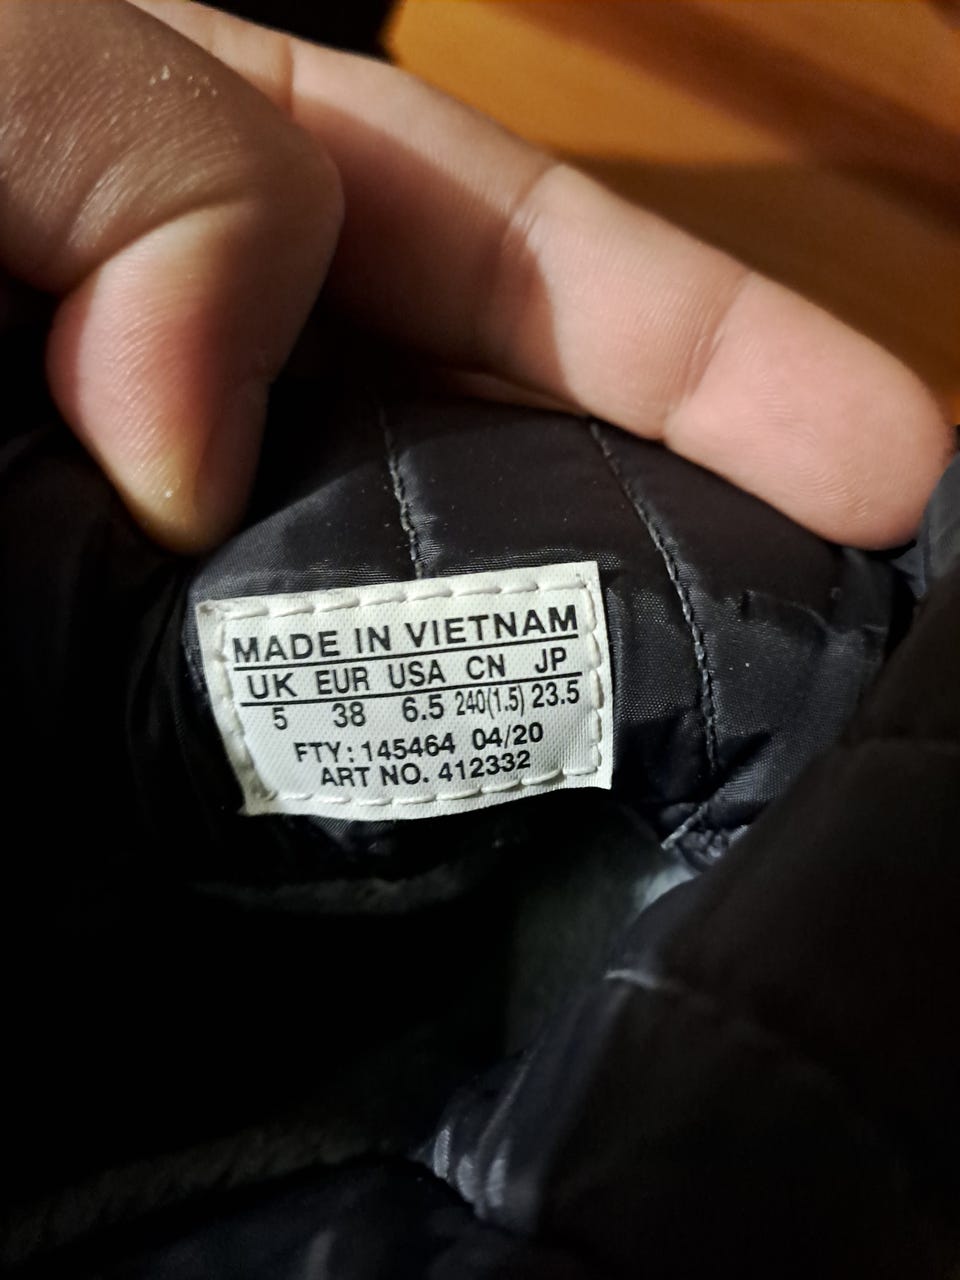 MADE IN VIETNAM
UK EUR USA CN JP
5 38 6.5 240(1.5) 23.5
FTY: 145464 04/20
ART NO. 412332